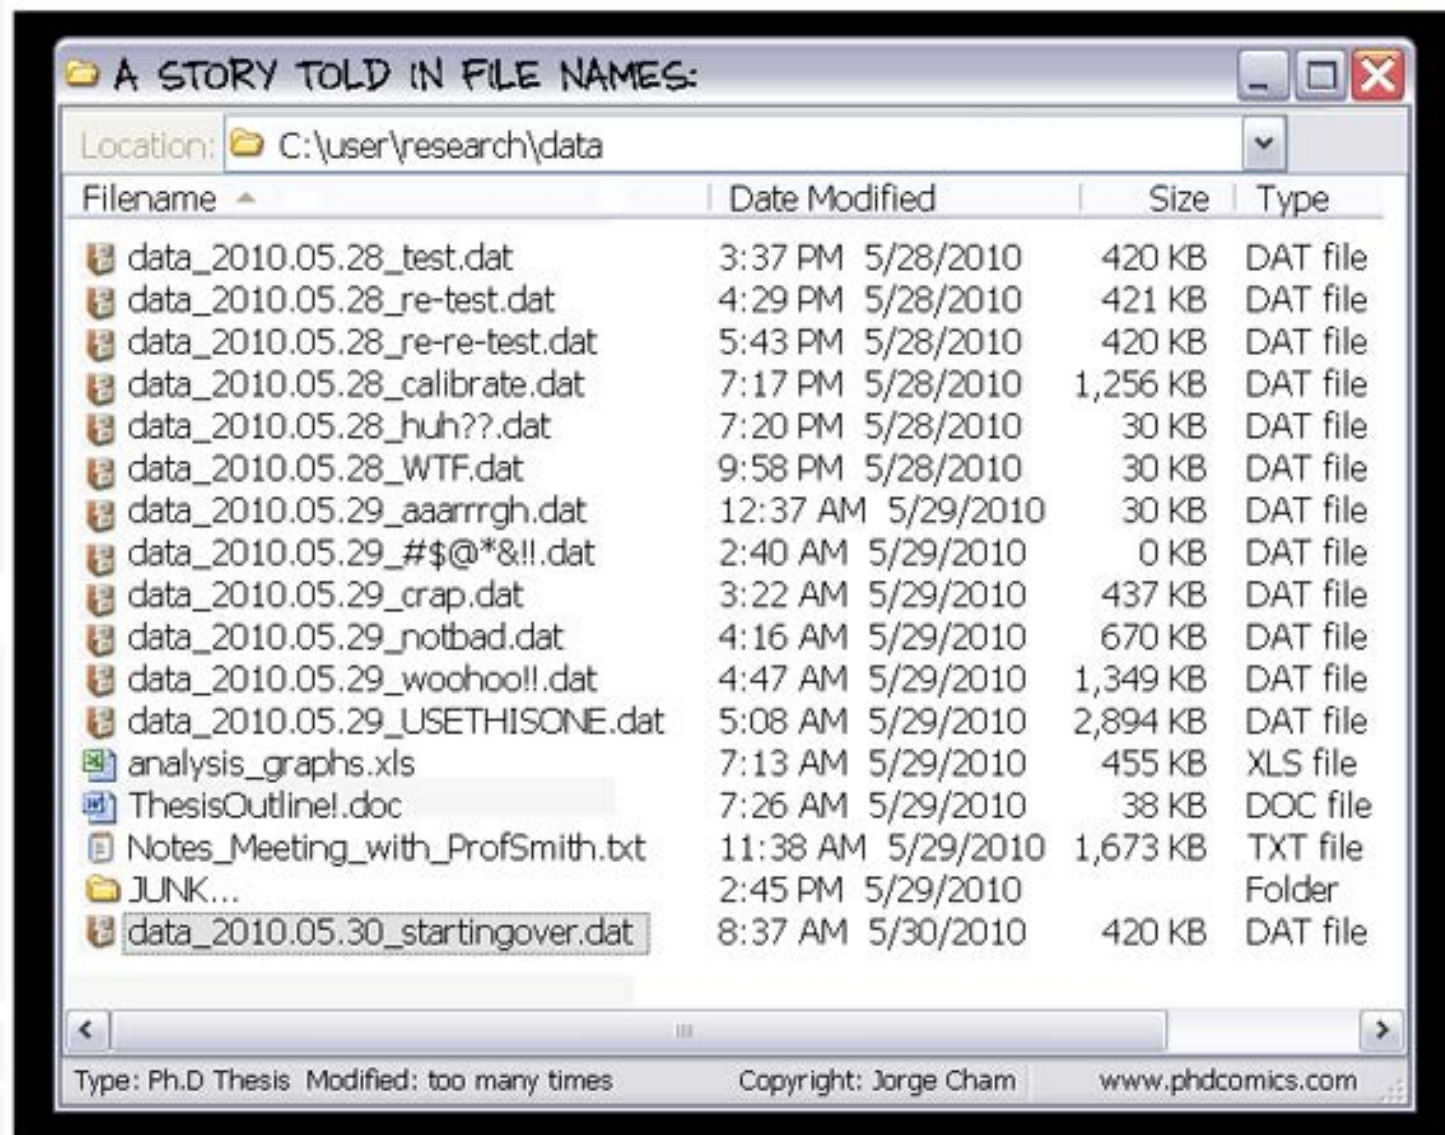 A STORY TOLD IN FILE NAMES:
Location: C:\user\research\data
Filename Date Modified Size Type
data_2010.05.28_test.dat 3:37 PM 5/28/2010 420 KB DAT file
data_2010.05.28_re-test.dat 4:29 PM 5/28/2010 421 KB DAT file
data_2010.05.28_re-re-test.dat 5:43 PM 5/28/2010 420 KB DAT file
data_2010.05.28_calibrate.dat 7:17 PM 5/28/2010 1,256 KB DAT file
data_2010.05.28_huh??.dat 7:20 PM 5/28/2010 30 KB DAT file
data_2010.05.28_WTF.dat 9:58 PM 5/28/2010 30 KB DAT file
data_2010.05.29_aaarrrgh.dat 12:37 AM 5/29/2010 30 KB DAT file
data_2010.05.29_#$@*&!!.dat 2:40 AM 5/29/2010 0 KB DAT file
data_2010.05.29_crap.dat 3:22 AM 5/29/2010 437 KB DAT file
data_2010.05.29_notbad.dat 4:16 AM 5/29/2010 670 KB DAT file
data_2010.05.29_woohoo!!.dat 4:47 AM 5/29/2010 1,349 KB DAT file
data_2010.05.29_USETHISONE.dat 5:08 AM 5/29/2010 2,894 KB DAT file
analysis_graphs.xls 7:13 AM 5/29/2010 455 KB XLS file
ThesisOutline!.doc 7:26 AM 5/29/2010 38 KB DOC file
Notes_Meeting_with_ProfSmith.txt 11:38 AM 5/29/2010 1,673 KB TXT file
JUNK... 2:45 PM 5/29/2010 Folder
data_2010.05.30_startingover.dat 8:37 AM 5/30/2010 420 KB DAT file
Type: Ph.D Thesis Modified: too many times Copyright: Jorge Cham www.phdcomics.com